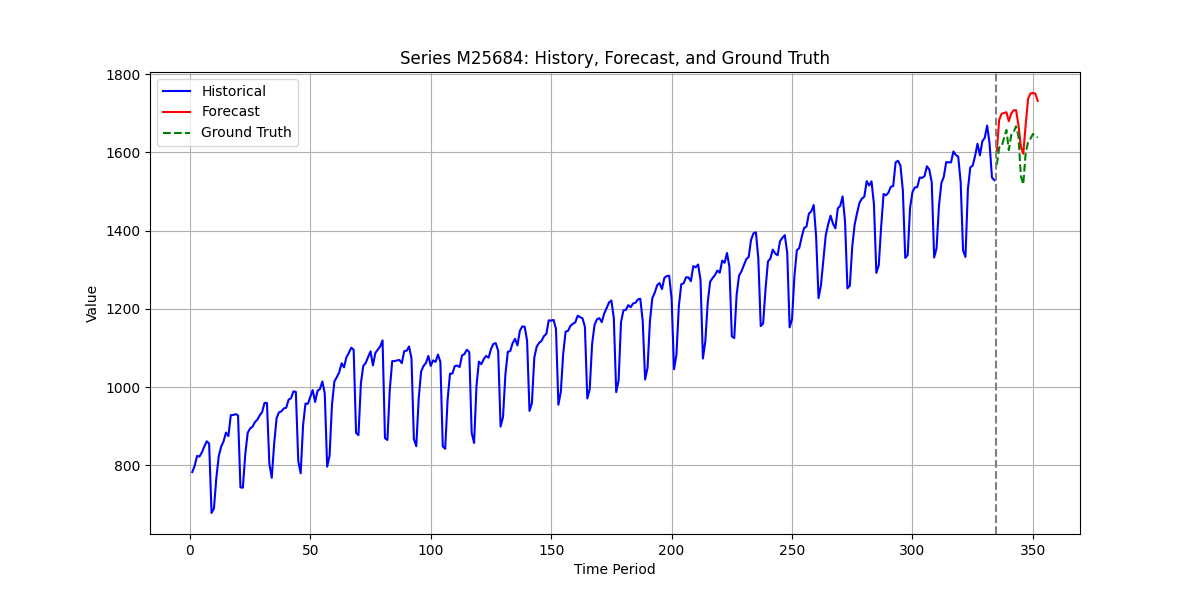 Series M25684: History, Forecast, and Ground Truth
Historical
Forecast
Ground Truth
1800
1600
1400
1200
1000
800
Value
0 50 100 150 200 250 300 350
Time Period